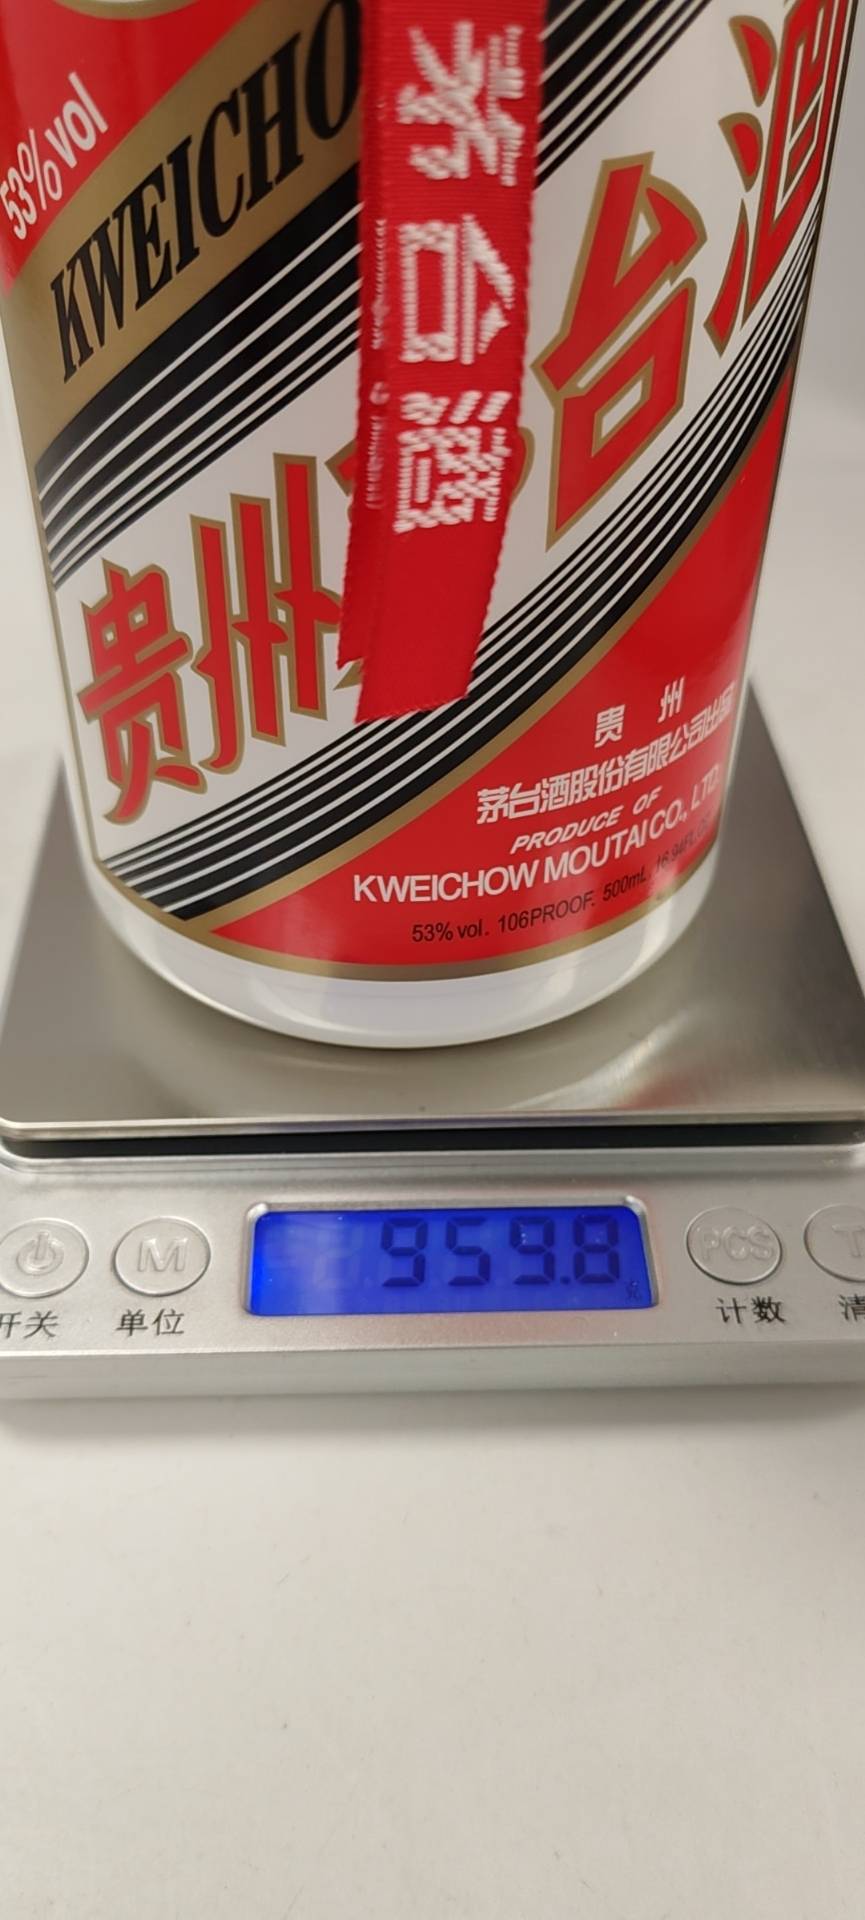 53%vol
KWEICHO
茅台酒
贵州 台酒
贵 州
茅台酒股份有限公司出品
PRODUCE OF
KWEICHOW MOUTAI CO., LTD.
53% vol. 106PROOF. 500mL
959.8
M
PCS
T
开关
单位
计数
清